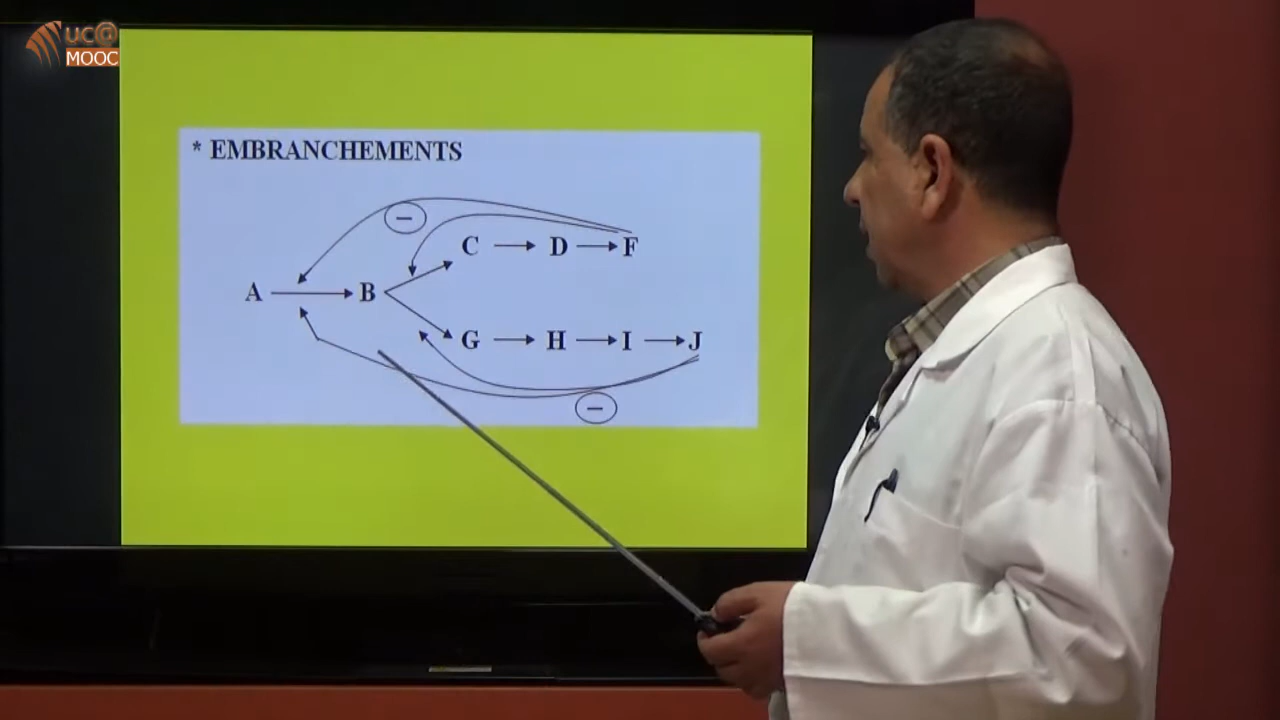 UC@
MOOC
* EMBRANCHEMENTS
−
C → D → F
A → B
G → H → I → J
−